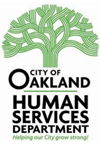 CITY OF
OAKLAND
HUMAN
SERVICES
DEPARTMENT
Helping our City grow strong!